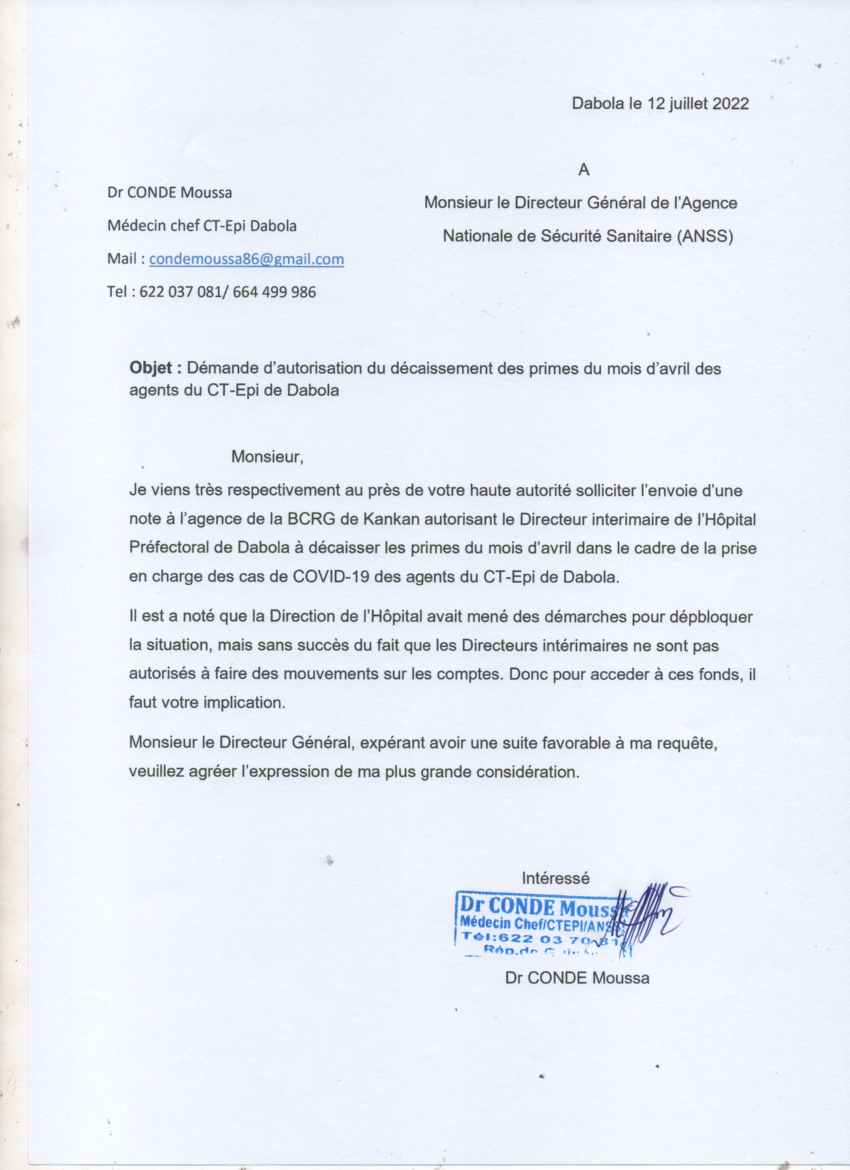 Dabola le 12 juillet 2022
A
Monsieur le Directeur Général de l'Agence
Nationale de Sécurité Sanitaire (ANSS)
Dr CONDE Moussa
Médecin chef CT-Epi Dabola
Mail : condemoussa86@gmail.com
Tel : 622 037 081/ 664 499 986
Objet : Démande d'autorisation du décaissement des primes du mois d'avril des
agents du CT-Epi de Dabola
Monsieur,
Je viens très respectivement au près de votre haute autorité solliciter l'envoie d'une
note à l'agence de la BCRG de Kankan autorisant le Directeur interimaire de l'Hôpital
Préfectoral de Dabola à décaisser les primes du mois d'avril dans le cadre de la prise
en charge des cas de COVID-19 des agents du CT-Epi de Dabola.
Il est a noté que la Direction de l'Hôpital avait mené des démarches pour dépbloquer
la situation, mais sans succès du fait que les Directeurs intérimaires ne sont pas
autorisés à faire des mouvements sur les comptes. Donc pour acceder à ces fonds, il
faut votre implication.
Monsieur le Directeur Général, expérant avoir une suite favorable à ma requête,
veuillez agréer l'expression de ma plus grande considération.
Intéressé
Dr CONDE Moussa
Médecin Chef/CTEPI/ANSS
Tél:622 03 70 81
Rép.de
Dr CONDE Moussa